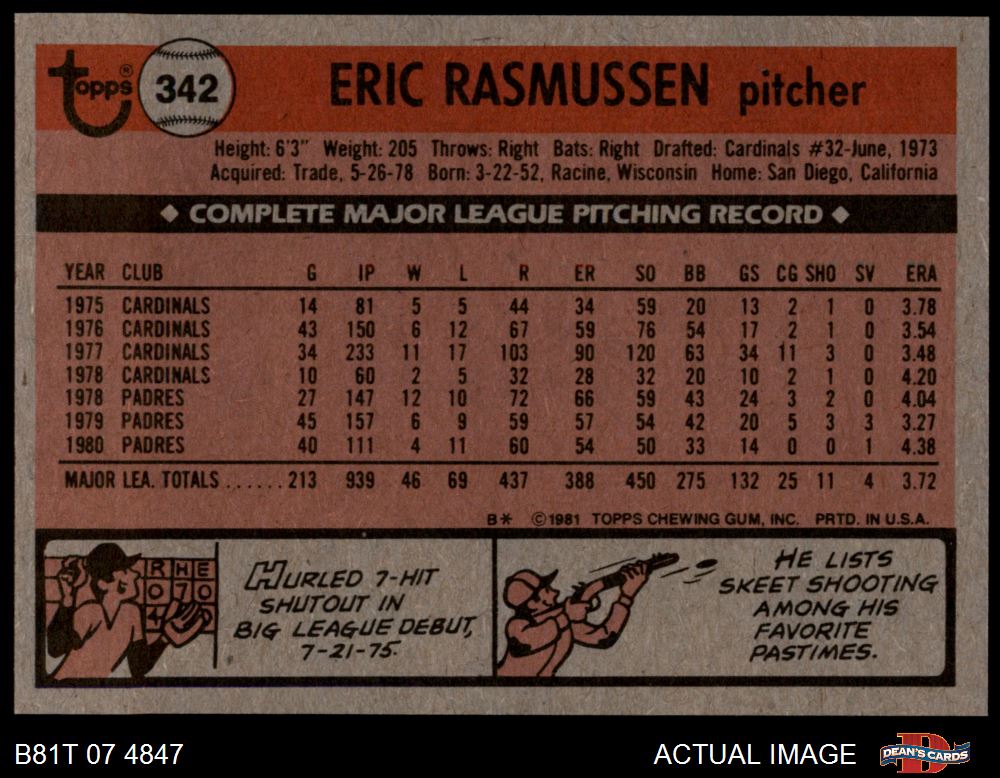 topps® 342 ERIC RASMUSSEN pitcher
Height: 6'3" Weight: 205 Throws: Right Bats: Right Drafted: Cardinals #32-June, 1973
Acquired: Trade, 5-26-78 Born: 3-22-52, Racine, Wisconsin Home: San Diego, California
◆ COMPLETE MAJOR LEAGUE PITCHING RECORD ◆
YEAR CLUB G IP W L R ER SO BB GS CG SHO SV ERA
1975 CARDINALS 14 81 5 5 44 34 59 20 13 2 1 0 3.78
1976 CARDINALS 43 150 6 12 67 59 76 54 17 2 1 0 3.54
1977 CARDINALS 34 233 11 17 103 90 120 63 34 11 3 0 3.48
1978 CARDINALS 10 60 2 5 32 28 32 20 10 2 1 0 4.20
1978 PADRES 27 147 12 10 72 66 59 43 24 3 2 0 4.04
1979 PADRES 45 157 6 9 59 57 54 42 20 5 3 3 3.27
1980 PADRES 40 111 4 11 60 54 50 33 14 0 0 1 4.38
MAJOR LEA. TOTALS ...... 213 939 46 69 437 388 450 275 132 25 11 4 3.72
B* ©1981 TOPPS CHEWING GUM, INC. PRTD. IN U.S.A.
R H E
0 7 0
4
HURLED 7-HIT
SHUTOUT IN
BIG LEAGUE DEBUT,
7-21-75.
HE LISTS
SKEET SHOOTING
AMONG HIS
FAVORITE
PASTIMES.
B81T 07 4847
ACTUAL IMAGE
DEAN'S CARDS